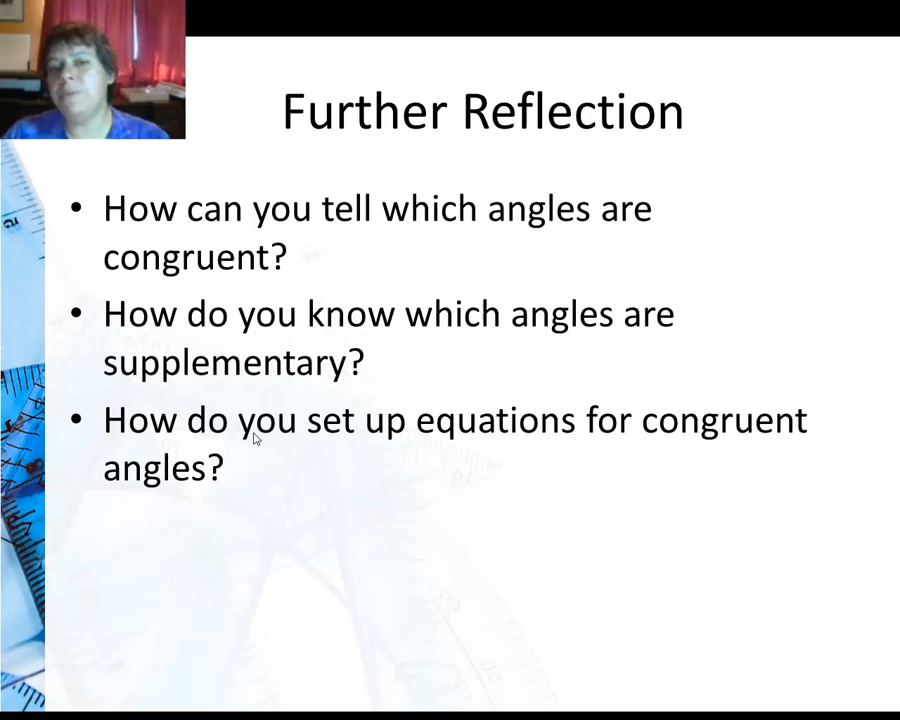 Further Reflection
• How can you tell which angles are
congruent?
• How do you know which angles are
supplementary?
• How do you set up equations for congruent
angles?